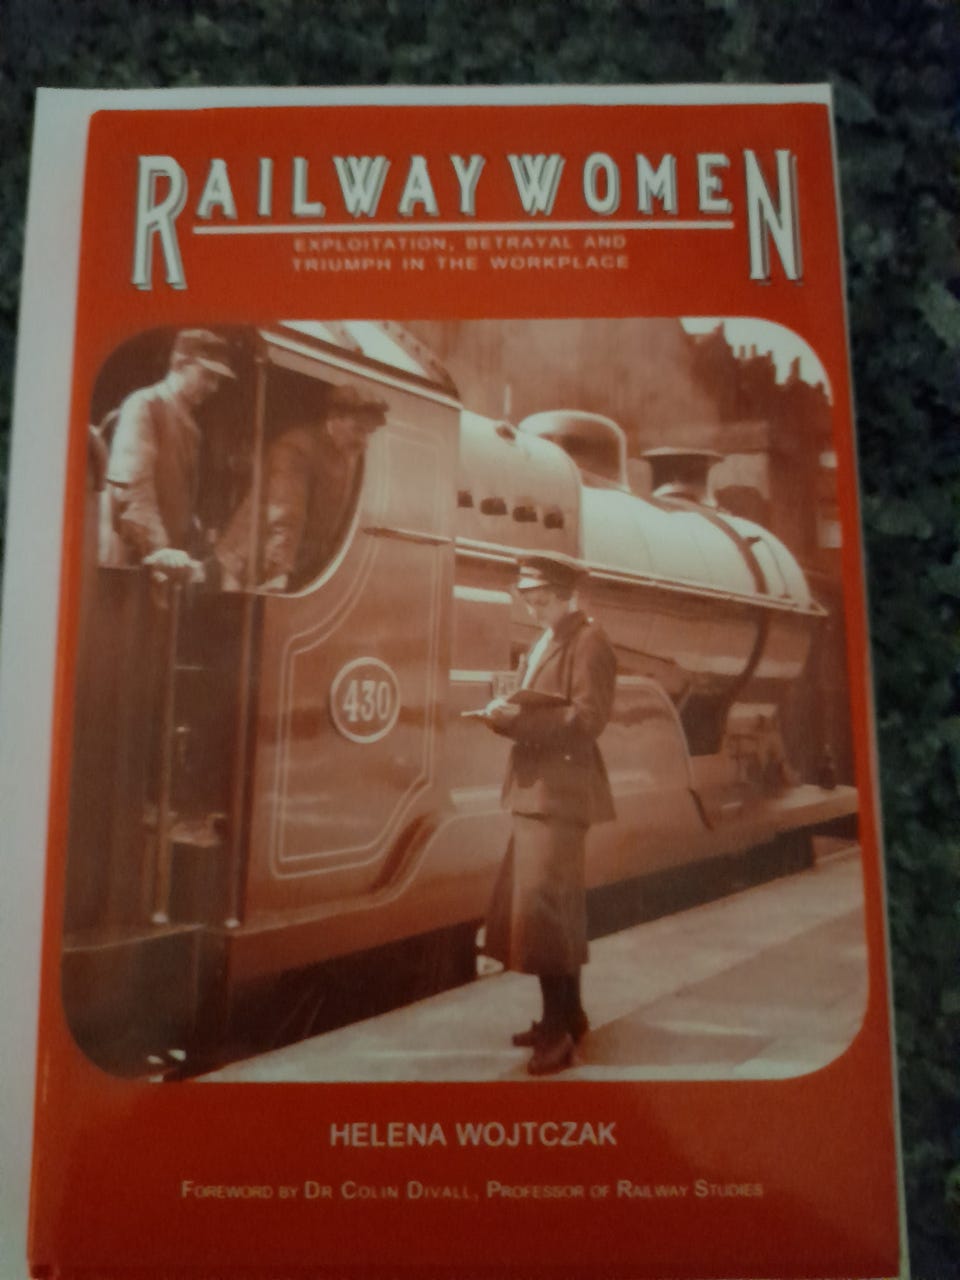 RAILWAY WOMEN
EXPLOITATION, BETRAYAL AND
TRIUMPH IN THE WORKPLACE
430
HELENA WOJTCZAK
FOREWORD BY DR COLIN DIVALL, PROFESSOR OF RAILWAY STUDIES